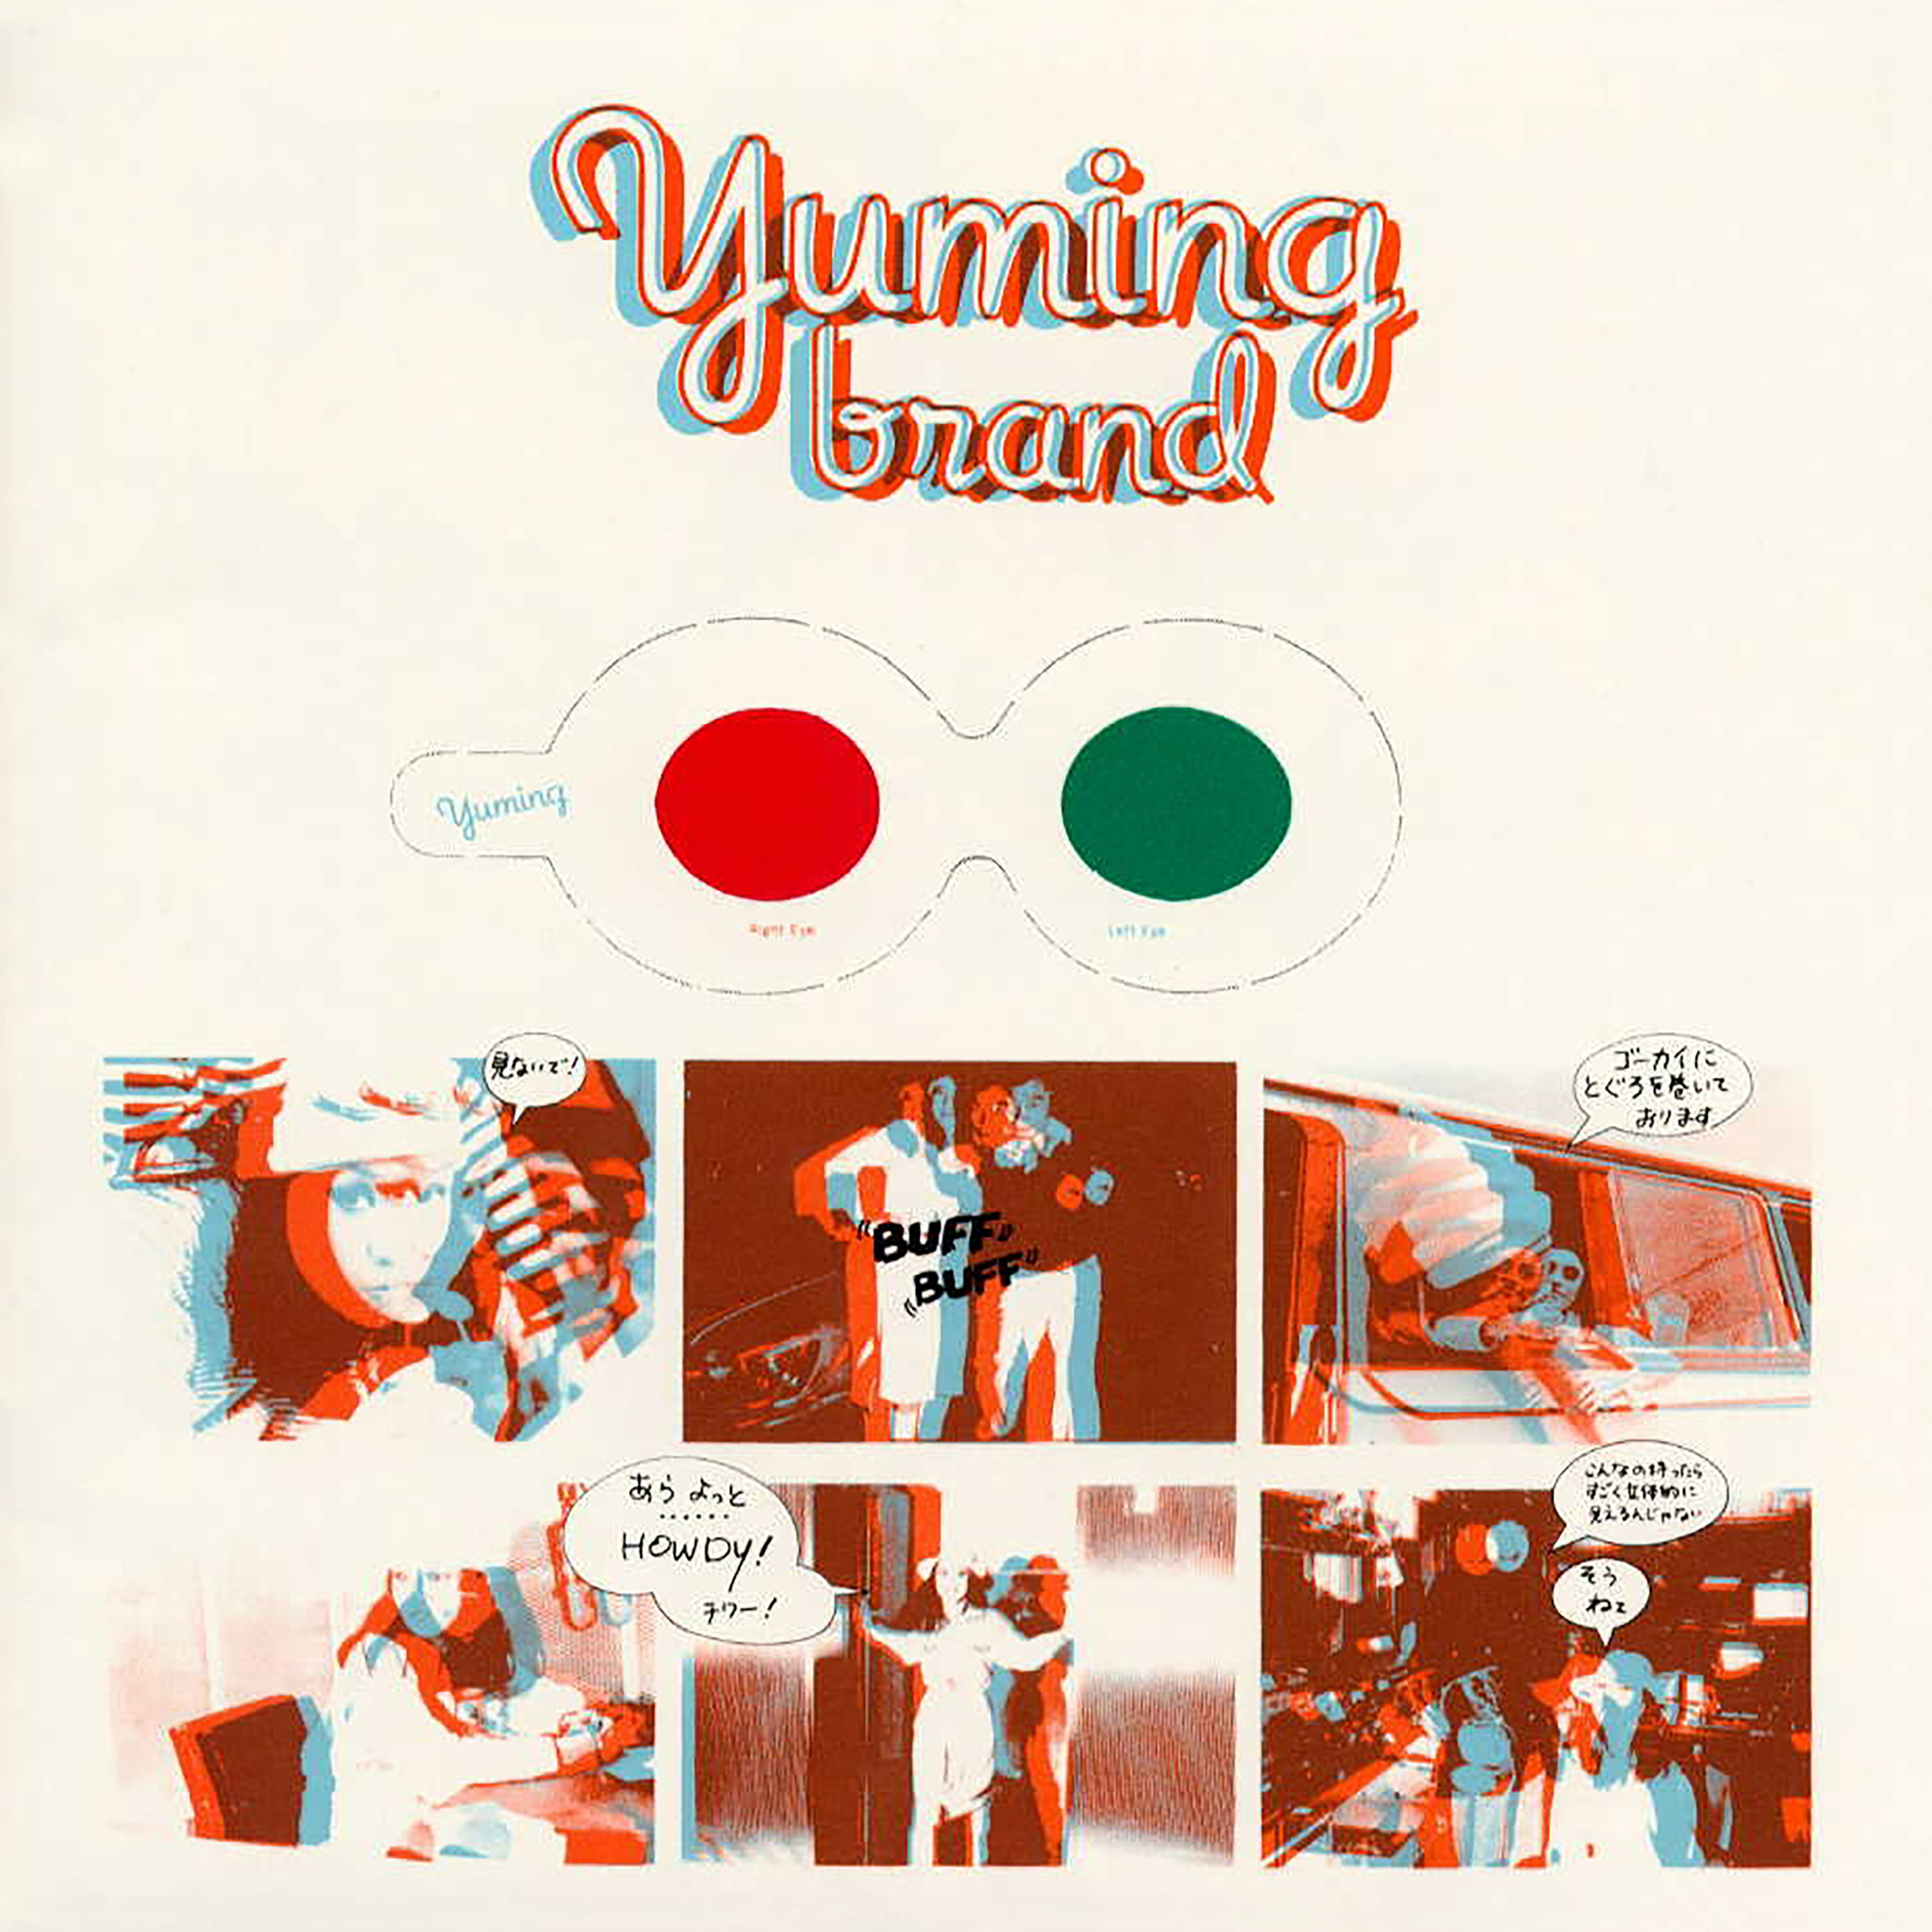 Yuming
brand
Yuming
Right Eye
Left Eye
見ないで!
"BUFF"
"BUFF"
ゴーカイに
とぐろを巻いて
おります
あら よっと
......
HOWDY!
チワー!
こんなの持ったら
すごく立体的に
見えるんじゃない
そう
ねェ